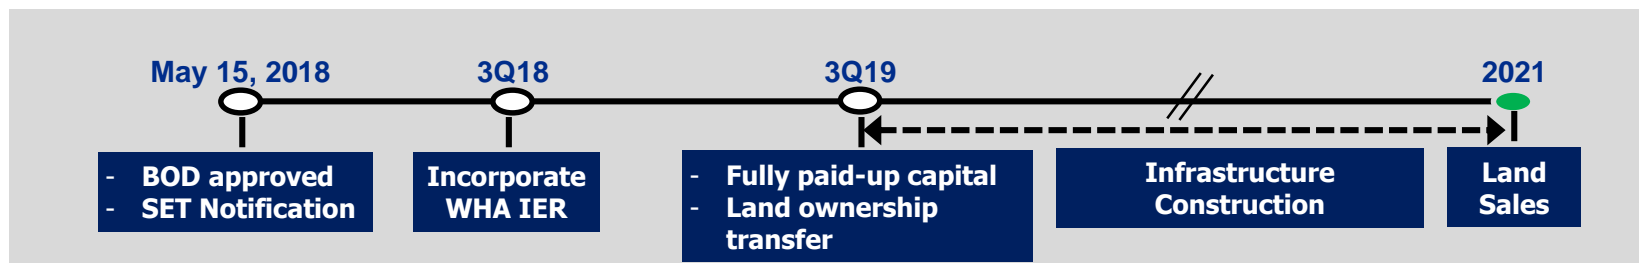 May 15, 2018
3Q18
3Q19
2021
- BOD approved
- SET Notification
Incorporate
WHA IER
- Fully paid-up capital
- Land ownership
transfer
Infrastructure
Construction
Land
Sales